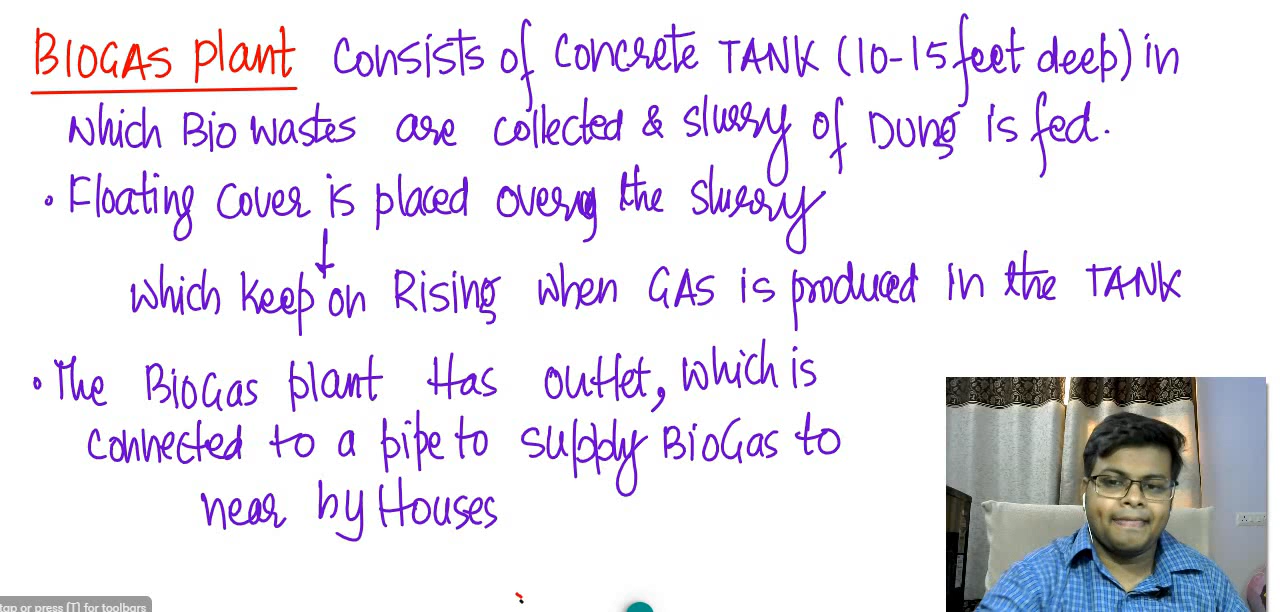 BIOGAS plant Consists of Concrete TANK (10-15 feet deep) in
which Bio wastes are collected & slurry of Dung is fed.
• Floating cover is placed over the slurry
↓
which keep on Rising when GAS is produced in the TANK
• The BioGas plant Has outlet, which is
connected to a pipe to supply BioGas to
near by Houses
tap or press [T] for toolbars